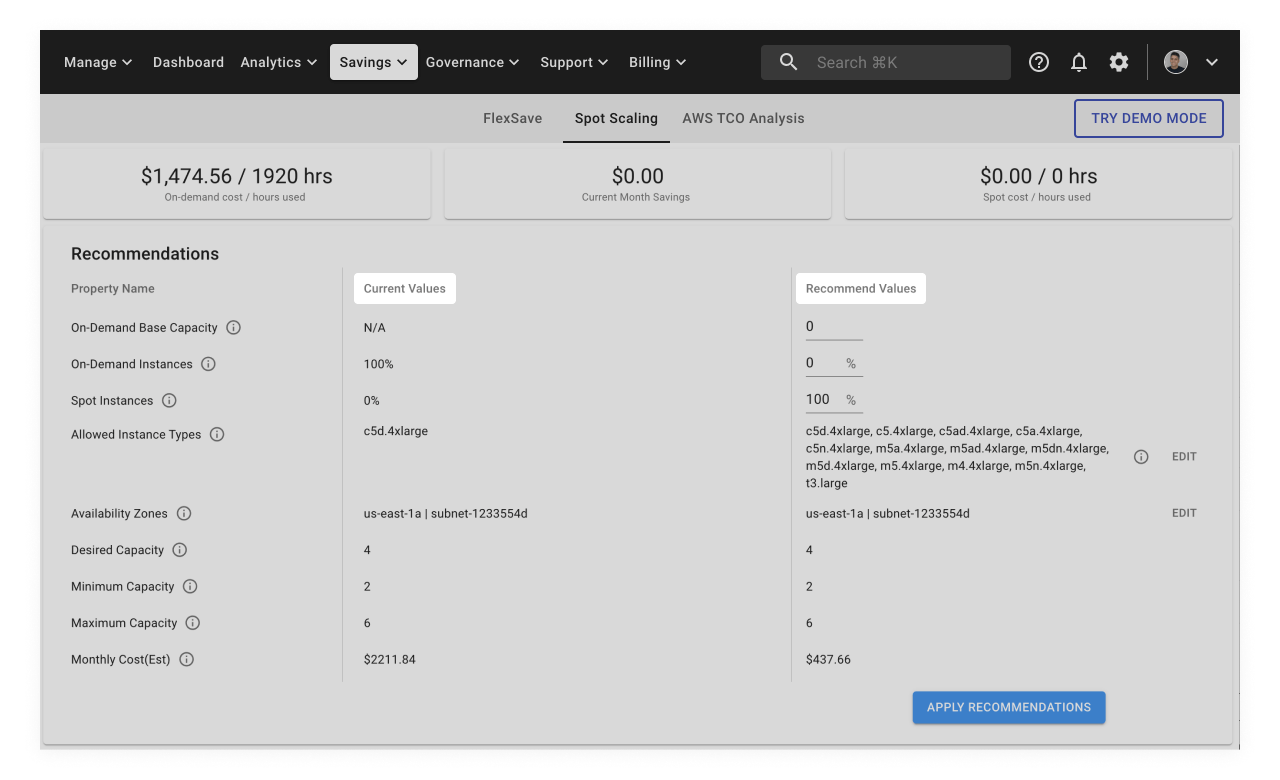 Manage Dashboard Analytics Savings Governance Support Billing Search ⌘K
FlexSave Spot Scaling AWS TCO Analysis TRY DEMO MODE
$1,474.56 / 1920 hrs $0.00 $0.00 / 0 hrs
On-demand cost / hours used Current Month Savings Spot cost / hours used
Recommendations
Property Name Current Values Recommend Values
On-Demand Base Capacity N/A 0
On-Demand Instances 100% 0 %
Spot Instances 0% 100 %
Allowed Instance Types c5d.4xlarge c5d.4xlarge, c5.4xlarge, c5ad.4xlarge, c5a.4xlarge,
c5n.4xlarge, m5a.4xlarge, m5ad.4xlarge, m5dn.4xlarge,
m5d.4xlarge, m5.4xlarge, m4.4xlarge, m5n.4xlarge,
t3.large
EDIT
Availability Zones us-east-1a | subnet-1233554d us-east-1a | subnet-1233554d EDIT
Desired Capacity 4 4
Minimum Capacity 2 2
Maximum Capacity 6 6
Monthly Cost(Est) $2211.84 $437.66
APPLY RECOMMENDATIONS